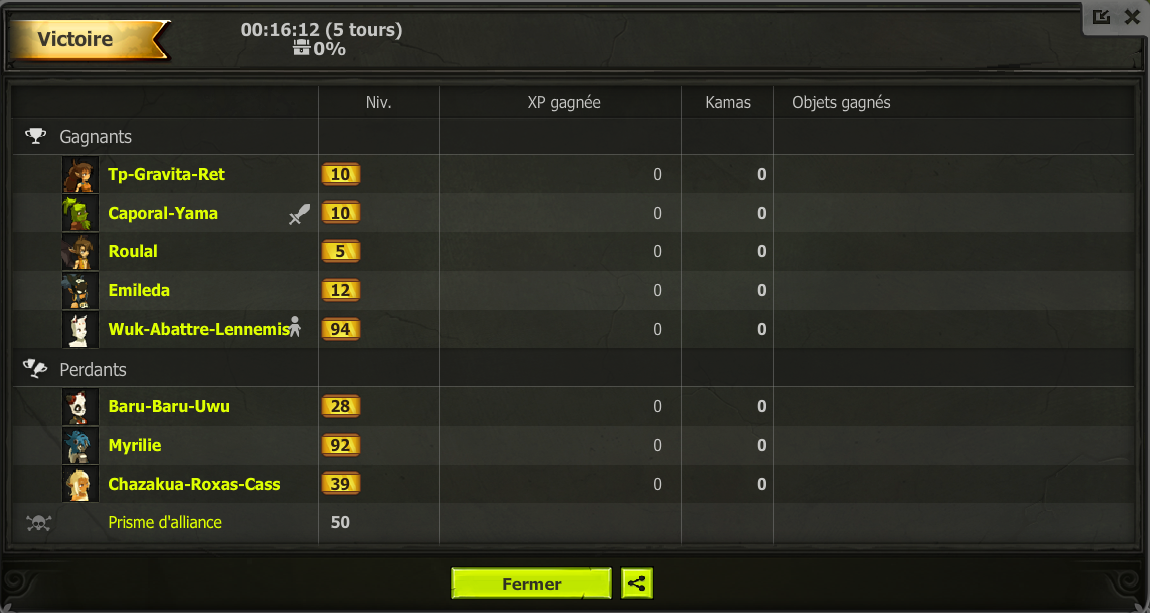 Victoire
00:16:12 (5 tours)
0%
Niv. XP gagnée Kamas Objets gagnés
Gagnants
Tp-Gravita-Ret 10 0 0
Caporal-Yama 10 0 0
Roulal 5 0 0
Emileda 12 0 0
Wuk-Abattre-Lennemis 94 0 0
Perdants
Baru-Baru-Uwu 28 0 0
Myrilie 92 0 0
Chazakua-Roxas-Cass 39 0 0
Prisme d'alliance 50
Fermer